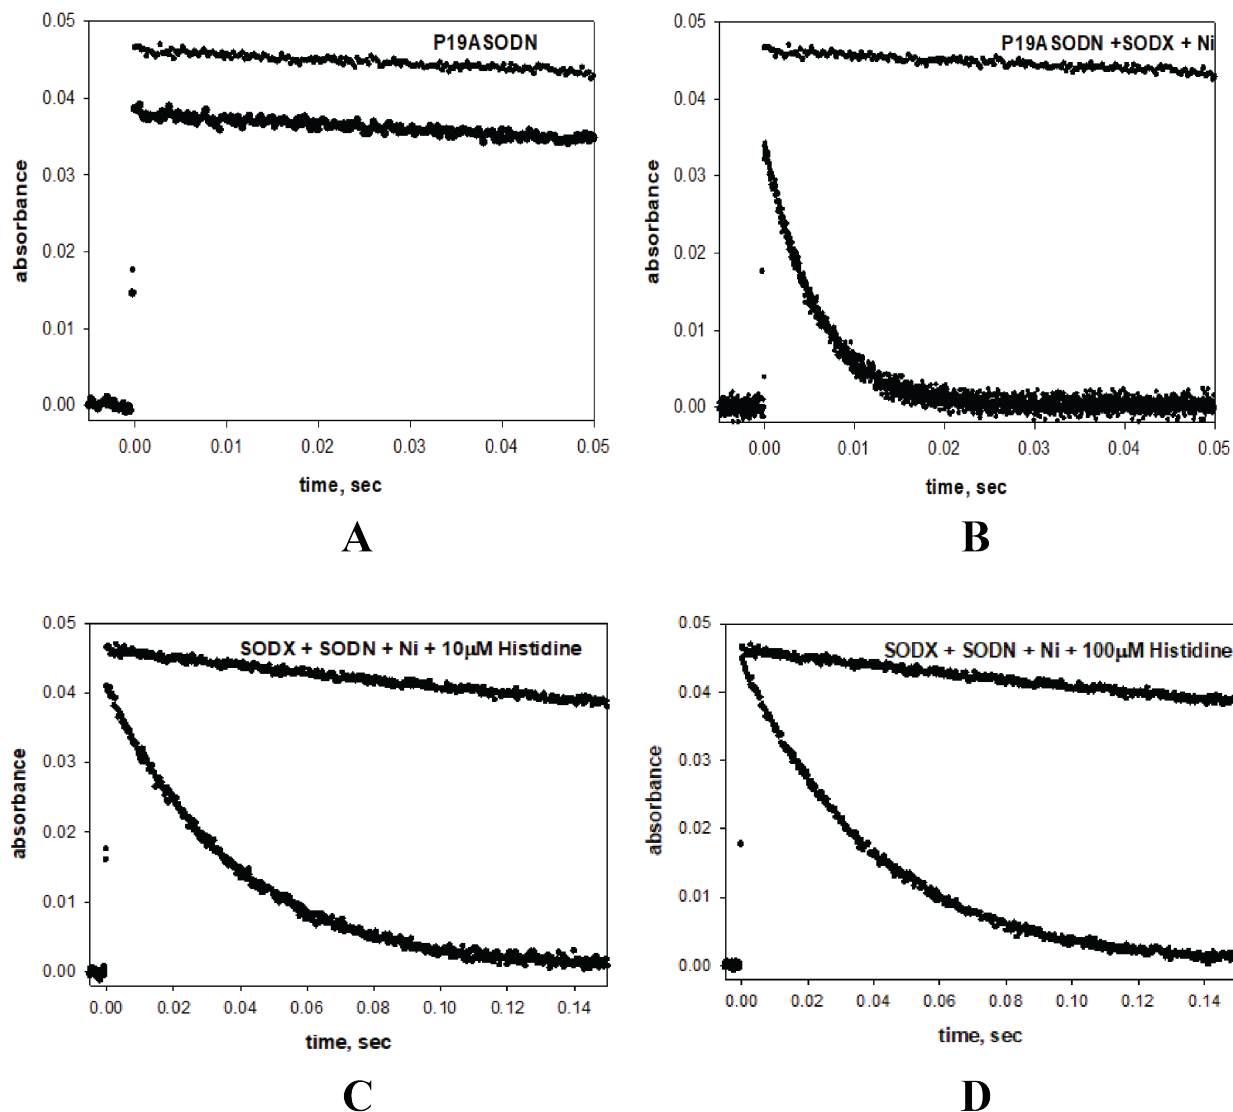 0.05
P19ASODN
0.04
0.03
0.02
0.01
0.00
absorbance
0.00 0.01 0.02 0.03 0.04 0.05
time, sec
A
0.05
P19ASODN +SODX + Ni
0.04
0.03
0.02
0.01
0.00
absorbance
0.00 0.01 0.02 0.03 0.04 0.05
time, sec
B
0.05
SODX + SODN + Ni + 10μM Histidine
0.04
0.03
0.02
0.01
0.00
absorbance
0.00 0.02 0.04 0.06 0.08 0.10 0.12 0.14
time, sec
C
0.05
SODX + SODN + Ni + 100μM Histidine
0.04
0.03
0.02
0.01
0.00
absorbance
0.00 0.02 0.04 0.06 0.08 0.10 0.12 0.14
time, sec
D